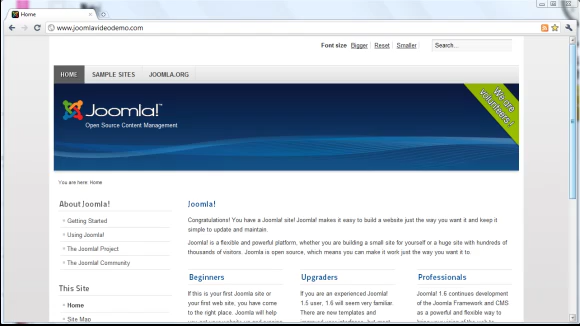 Home
www.joomlavideodemo.com
Font size Bigger Reset Smaller Search...
HOME SAMPLE SITES JOOMLA.ORG
Joomla!
Open Source Content Management
We are volunteers!
You are here: Home
About Joomla!
Getting Started
Using Joomla!
The Joomla! Project
The Joomla! Community
This Site
Home
Site Map
Joomla!
Congratulations! You have a Joomla! site! Joomla! makes it easy to build a website just the way you want it and keep it
simple to update and maintain.
Joomla! is a flexible and powerful platform, whether you are building a small site for yourself or a huge site with hundreds of
thousands of visitors. Joomla is open source, which means you can make it work just the way you want it to.
Beginners
If this is your first Joomla site or
your first web site, you have come
to the right place. Joomla will help
Upgraders
If you are an experienced Joomla!
1.5 user, 1.6 will seem very familiar.
There are new templates and
Professionals
Joomla! 1.6 continues development
of the Joomla Framework and CMS
as a powerful and flexible way to